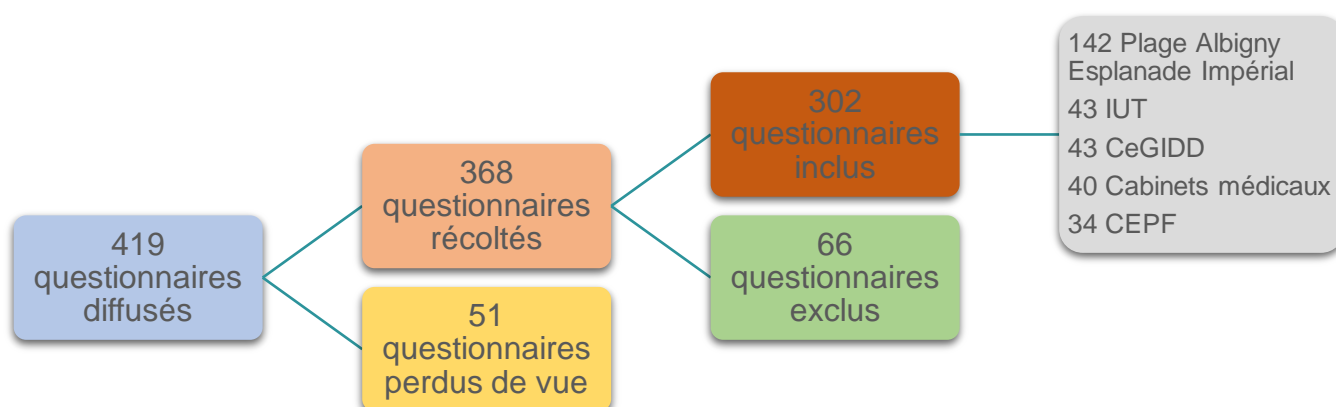 419
questionnaires
diffusés
368
questionnaires
récoltés
51
questionnaires
perdus de vue
302
questionnaires
inclus
66
questionnaires
exclus
142 Plage Albigny
Esplanade Impérial
43 IUT
43 CeGIDD
40 Cabinets médicaux
34 CEPF